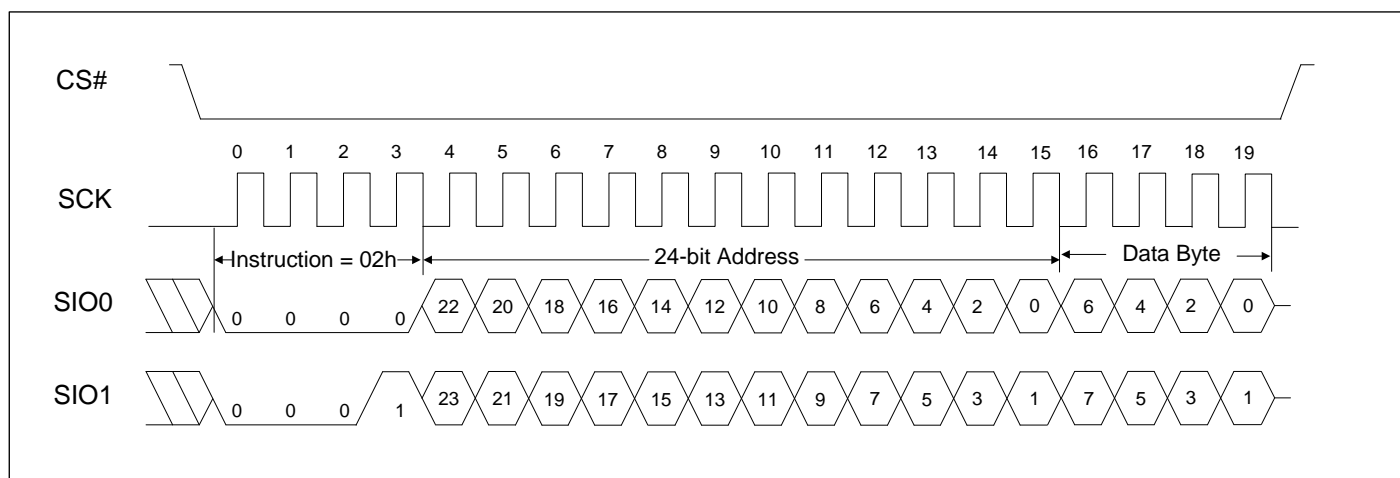 CS#
0 1 2 3 4 5 6 7 8 9 10 11 12 13 14 15 16 17 18 19
SCK
Instruction = 02h 24-bit Address Data Byte
SIO0 0 0 0 0 22 20 18 16 14 12 10 8 6 4 2 0 6 4 2 0
SIO1 0 0 0 1 23 21 19 17 15 13 11 9 7 5 3 1 7 5 3 1